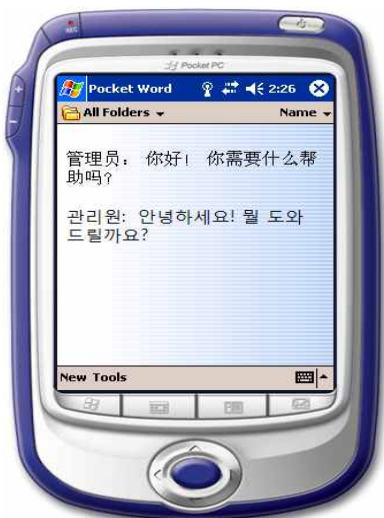 REC
Pocket PC
Pocket Word 2:26
All Folders Name
管理员： 你好! 你需要什么帮
助吗?
관리원: 안녕하세요! 뭘 도와
드릴까요?
New Tools